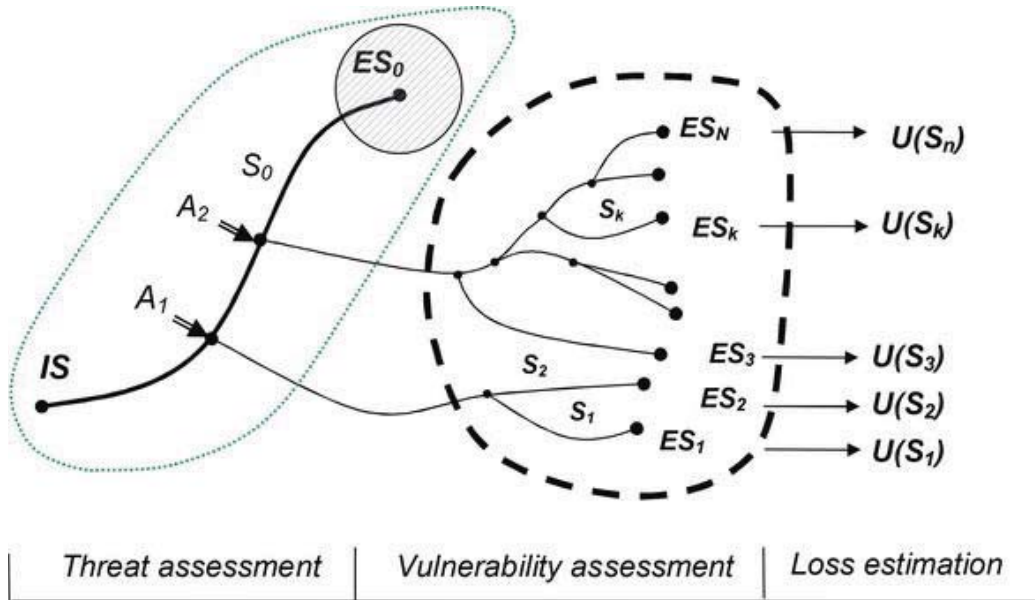 ES₀
S₀
A₂
A₁
IS
ES_N
U(Sₙ)
Sₖ
ESₖ
U(Sₖ)
ES₃
U(S₃)
S₂
ES₂
U(S₂)
S₁
ES₁
U(S₁)
Threat assessment
Vulnerability assessment
Loss estimation